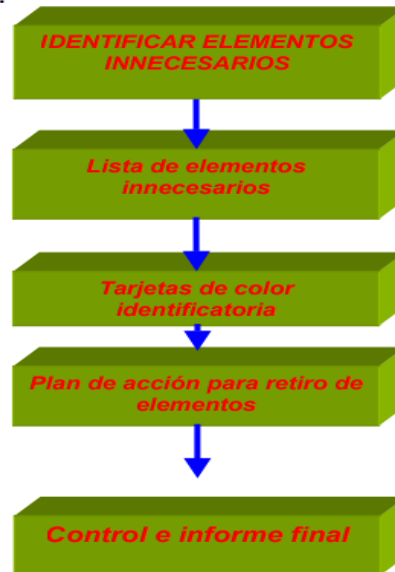 IDENTIFICAR ELEMENTOS
INNECESARIOS
Lista de elementos
innecesarios
Tarjetas de color
identificatoria
Plan de acción para retiro de
elementos
Control e informe final